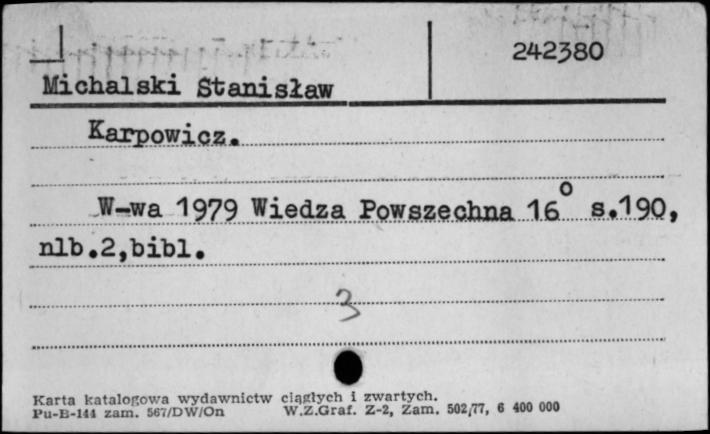 242380
Michalski Stanisław
Karpowicz.
W-wa 1979 Wiedza Powszechna 16° s.190,
nlb.2,bibl.
3
Karta katalogowa wydawnictw ciągłych i zwartych.
Pu-B-144 zam. 567/DW/On W.Z.Graf. Z-2, Zam. 502/77, 6 400 000